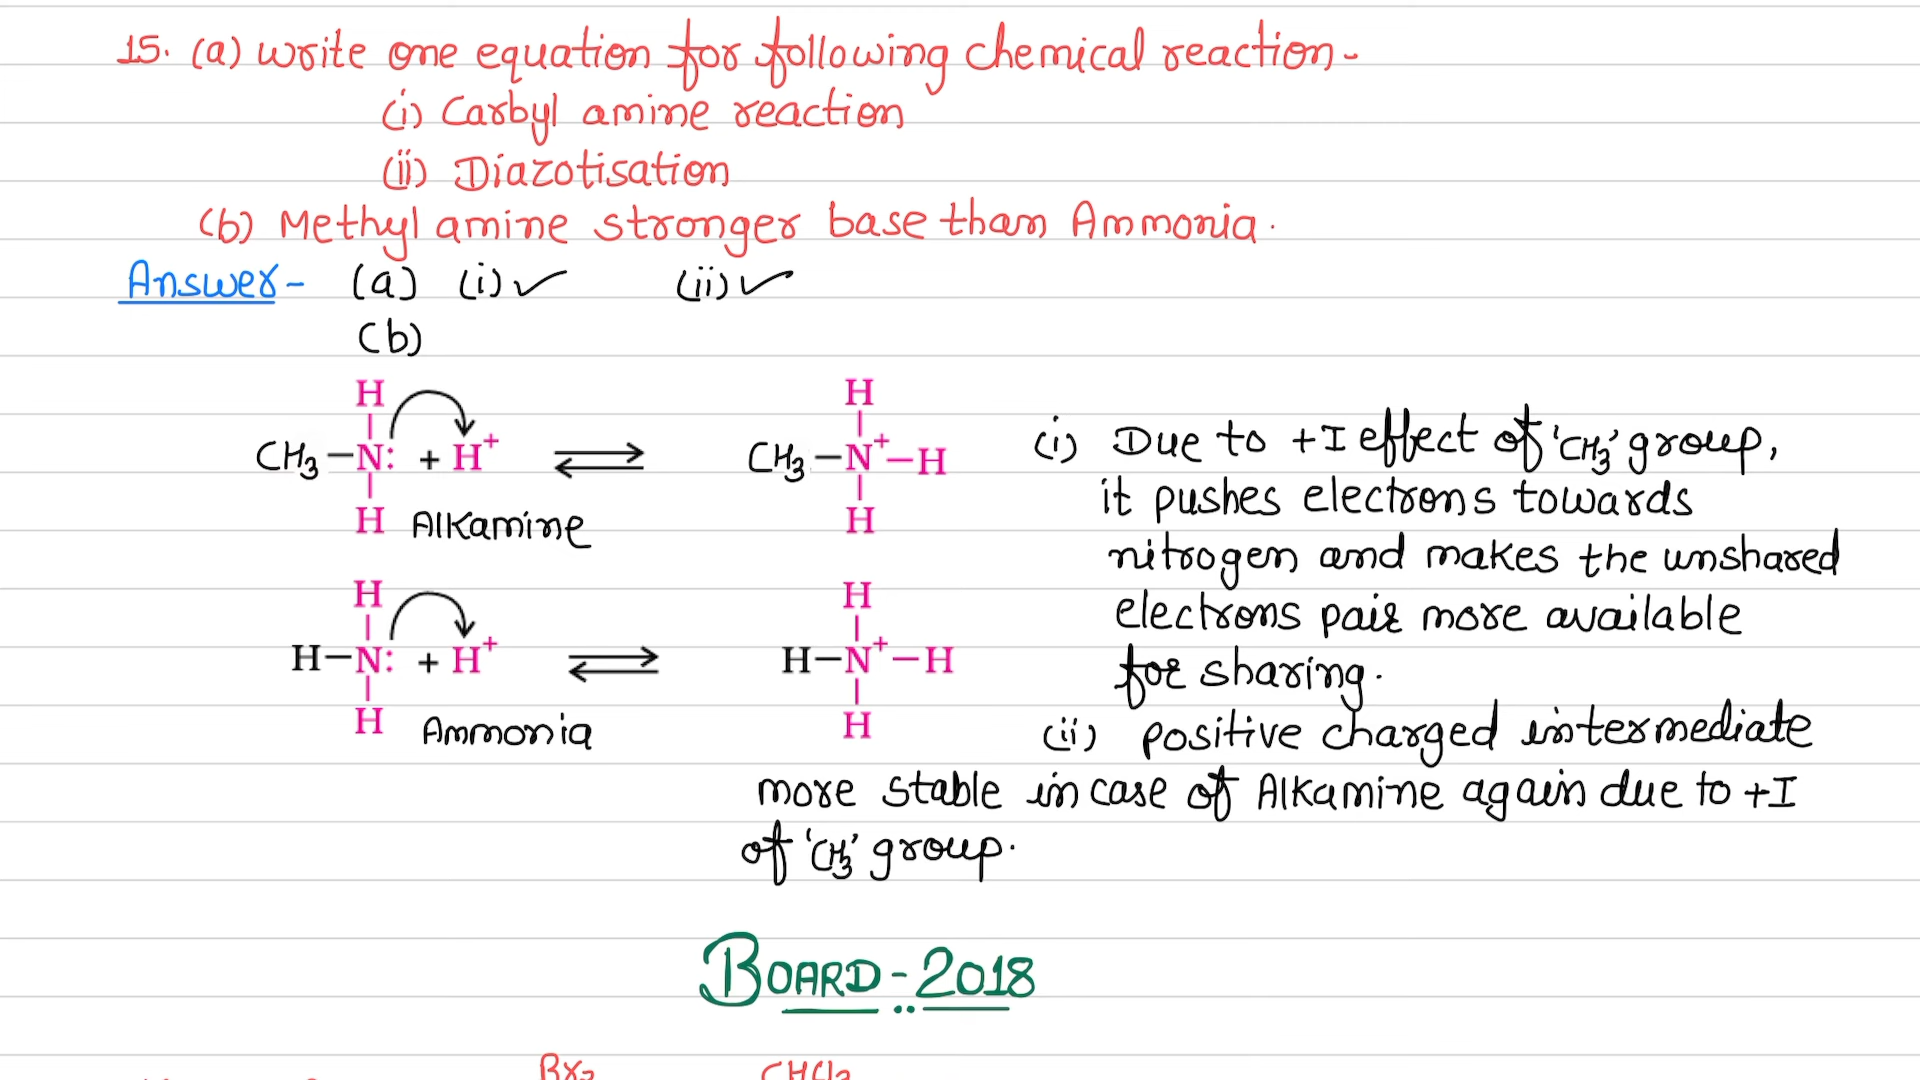 15. (a) Write one equation for following chemical reaction-
(i) Carbyl amine reaction
(ii) Diazotisation
(b) Methyl amine stronger base than Ammonia.
Answer- (a) (i) ✓ (ii) ✓
(b)
H H
CH3-N: + H+ ⇌ CH3-N+-H
H Alkamine H
H H
H-N: + H+ ⇌ H-N+-H
H Ammonia H
(i) Due to +I effect of 'CH3' group,
it pushes electrons towards
nitrogen and makes the unshared
electrons pair more available
for sharing.
(ii) positive charged intermediate
more stable in case of Alkamine again due to +I
of 'CH3' group.
BOARD-2018
Br2 CHCl3